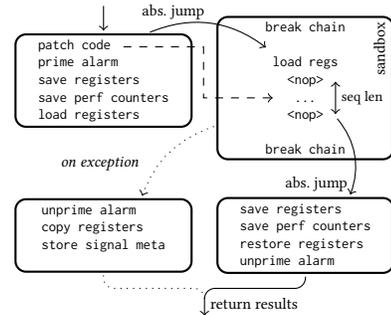 abs. jump
patch code
prime alarm
save registers
save perf counters
load registers
break chain
load regs
<nop>
...
<nop>
break chain
sandbox
seq len
on exception
abs. jump
unprime alarm
copy registers
store signal meta
save registers
save perf counters
restore registers
unprime alarm
return results